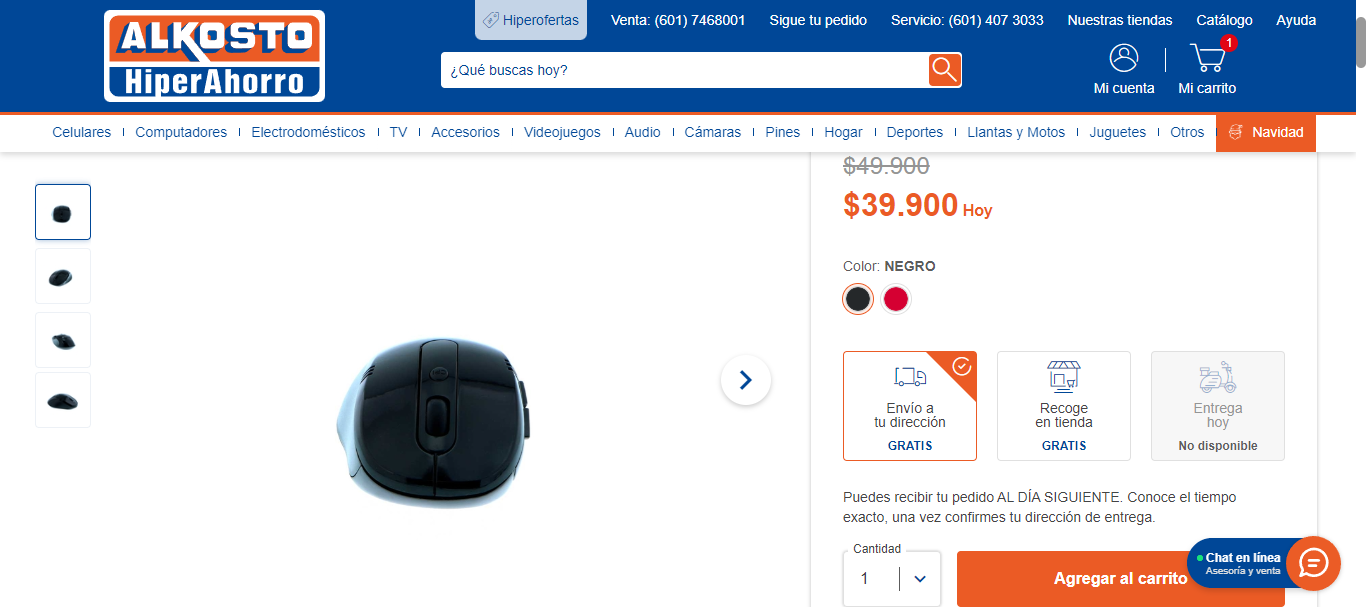 Hiperofertas
Venta: (601) 7468001
Sigue tu pedido
Servicio: (601) 407 3033
Nuestras tiendas
Catálogo
Ayuda
ALKOSTO
HiperAhorro
¿Qué buscas hoy?
1
Mi cuenta
Mi carrito
Celulares
Computadores
Electrodomésticos
TV
Accesorios
Videojuegos
Audio
Cámaras
Pines
Hogar
Deportes
Llantas y Motos
Juguetes
Otros
Navidad
$49.900
$39.900 Hoy
Color: NEGRO
Envío a
tu dirección
GRATIS
Recoge
en tienda
GRATIS
Entrega
hoy
No disponible
Puedes recibir tu pedido AL DÍA SIGUIENTE. Conoce el tiempo
exacto, una vez confirmes tu dirección de entrega.
Cantidad
1
Agregar al carrito
Chat en línea
Asesoría y venta